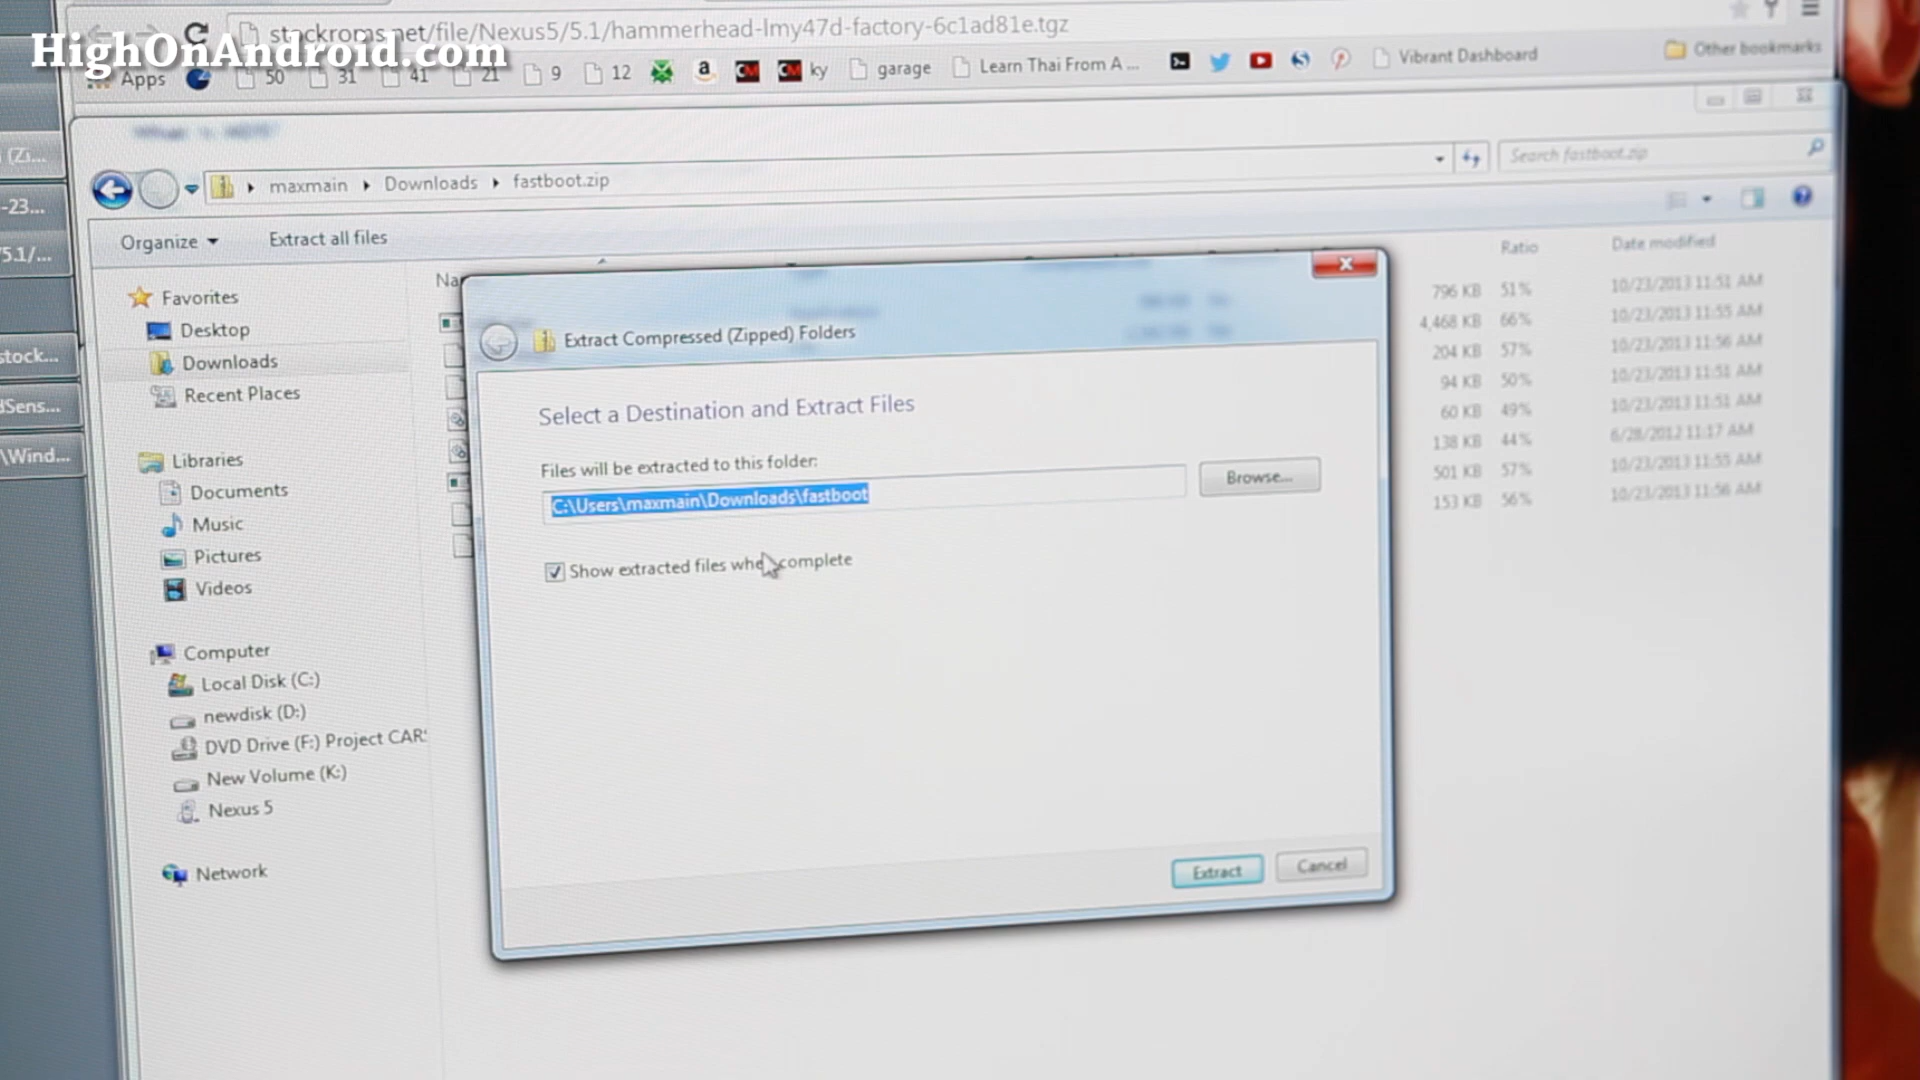 stockroms.net/file/Nexus5/5.1/hammerhead-lmy47d-factory-6c1ad81e.tgz
HighOnAndroid.com
Apps 50 31 41 21 9 12 a CM CM ky garage Learn Thai From A ... Vibrant Dashboard Other bookmarks
maxmain Downloads fastboot.zip Search fastboot.zip
Organize Extract all files
(Zi...
-23...
5.1/...
stock...
dSens...
\Wind...
Favorites
Desktop
Downloads
Recent Places
Libraries
Documents
Music
Pictures
Videos
Computer
Local Disk (C:)
newdisk (D:)
DVD Drive (F:) Project CARS
New Volume (K:)
Nexus 5
Network
Na
Ratio Date modified
796 KB 51% 10/23/2013 11:51 AM
4,468 KB 66% 10/23/2013 11:55 AM
204 KB 57% 10/23/2013 11:56 AM
94 KB 50% 10/23/2013 11:51 AM
60 KB 49% 10/23/2013 11:51 AM
138 KB 44% 6/28/2012 11:17 AM
501 KB 57% 10/23/2013 11:55 AM
153 KB 56% 10/23/2013 11:56 AM
Extract Compressed (Zipped) Folders
Select a Destination and Extract Files
Files will be extracted to this folder:
C:\Users\maxmain\Downloads\fastboot
Browse...
Show extracted files when complete
Extract Cancel